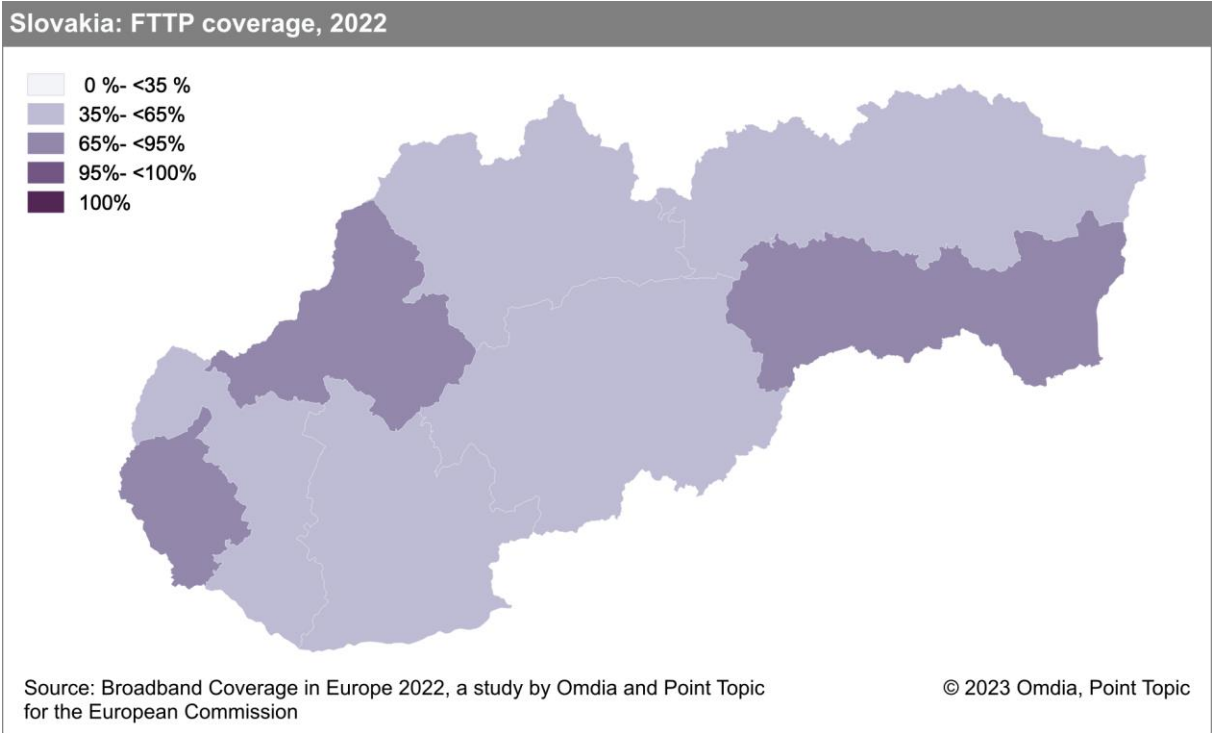 Slovakia: FTTP coverage, 2022
0 %- <35 %
35%- <65%
65%- <95%
95%- <100%
100%
Source: Broadband Coverage in Europe 2022, a study by Omdia and Point Topic
for the European Commission
© 2023 Omdia, Point Topic